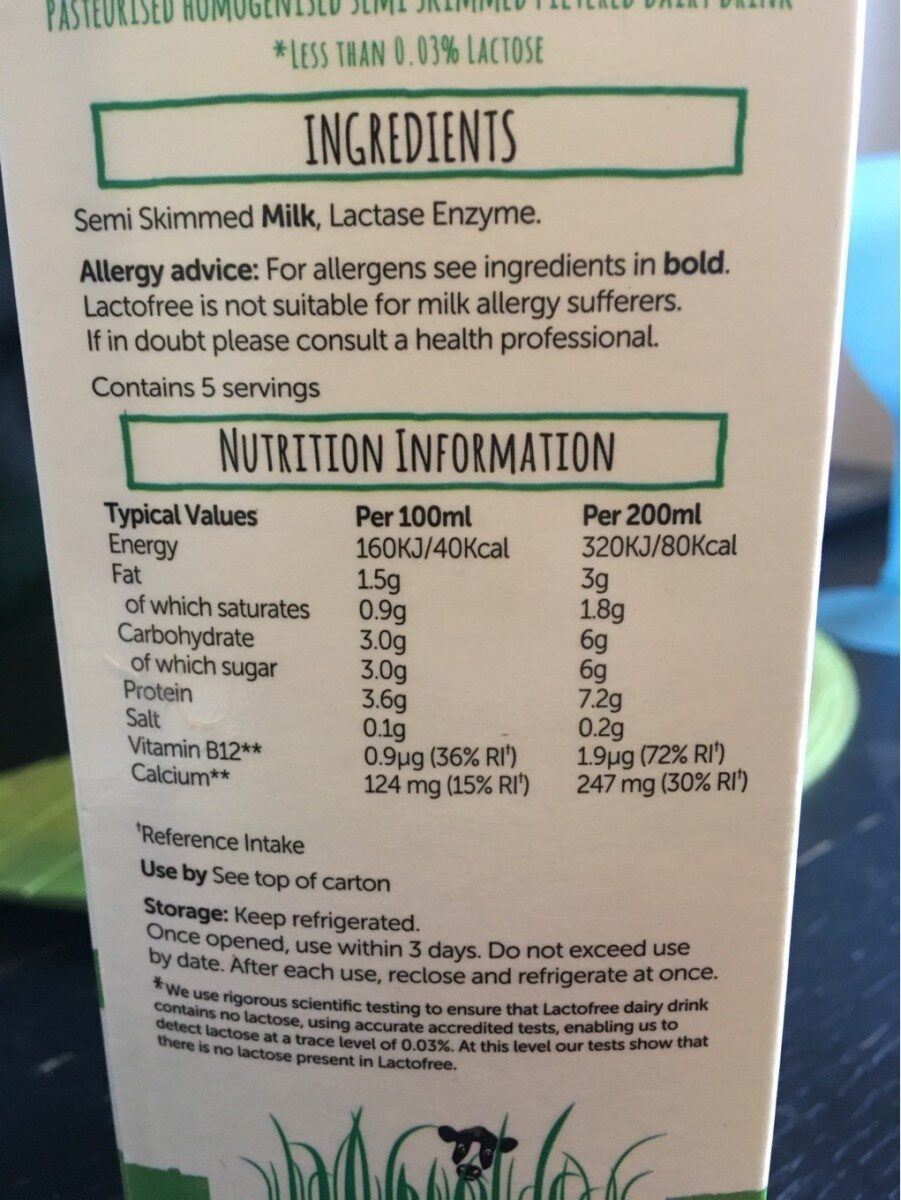 PASTEURISED HOMOGENISED SEMI SKIMMED FILTERED DAIRY DRINK
*LESS THAN 0.03% LACTOSE
INGREDIENTS
Semi Skimmed Milk, Lactase Enzyme.
Allergy advice: For allergens see ingredients in bold.
Lactofree is not suitable for milk allergy sufferers.
If in doubt please consult a health professional.
Contains 5 servings
NUTRITION INFORMATION
Typical Values Per 100ml Per 200ml
Energy 160KJ/40Kcal 320KJ/80Kcal
Fat 1.5g 3g
of which saturates 0.9g 1.8g
Carbohydrate 3.0g 6g
of which sugar 3.0g 6g
Protein 3.6g 7.2g
Salt 0.1g 0.2g
Vitamin B12** 0.9µg (36% RI†) 1.9µg (72% RI†)
Calcium** 124 mg (15% RI†) 247 mg (30% RI†)
†Reference Intake
Use by See top of carton
Storage: Keep refrigerated.
Once opened, use within 3 days. Do not exceed use
by date. After each use, reclose and refrigerate at once.
*We use rigorous scientific testing to ensure that Lactofree dairy drink
contains no lactose, using accurate accredited tests, enabling us to
detect lactose at a trace level of 0.03%. At this level our tests show that
there is no lactose present in Lactofree.